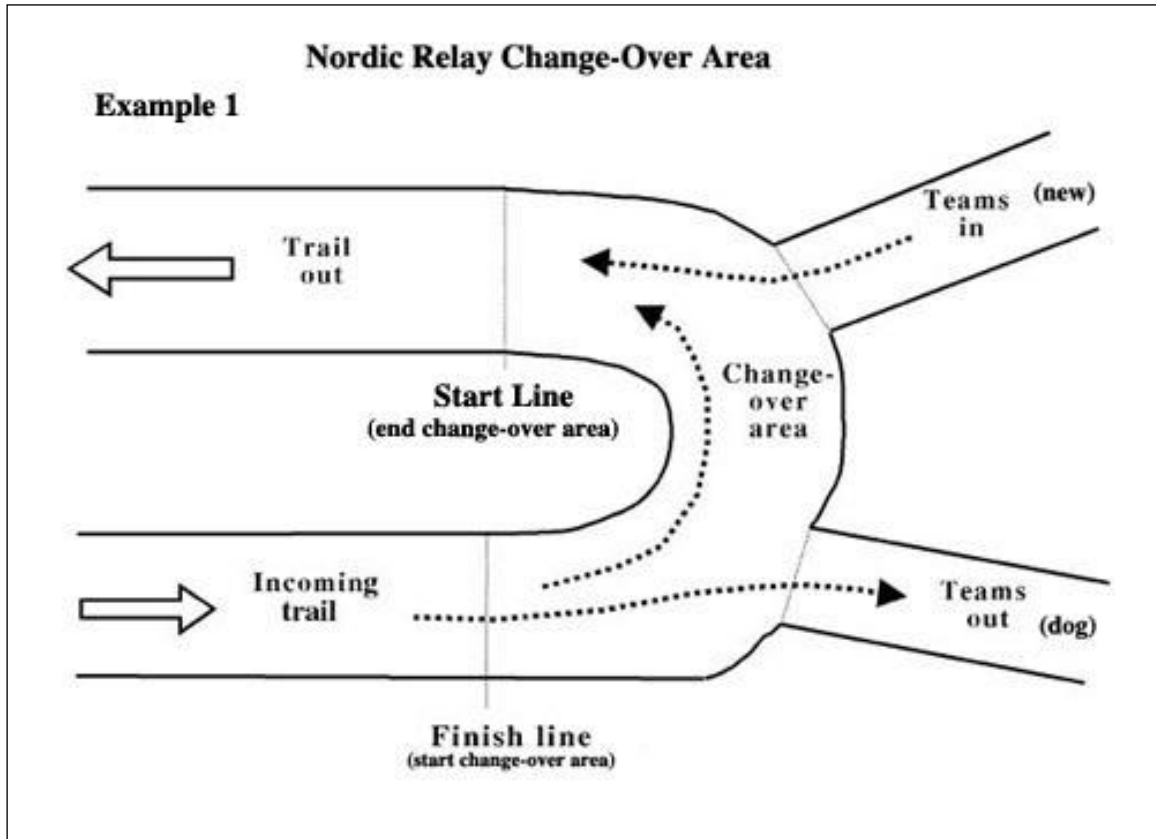 Nordic Relay Change-Over Area
Example 1
Teams
in
(new)
Trail
out
Change-
over
area
Start Line
(end change-over area)
Incoming
trail
Teams
out
(dog)
Finish line
(start change-over area)